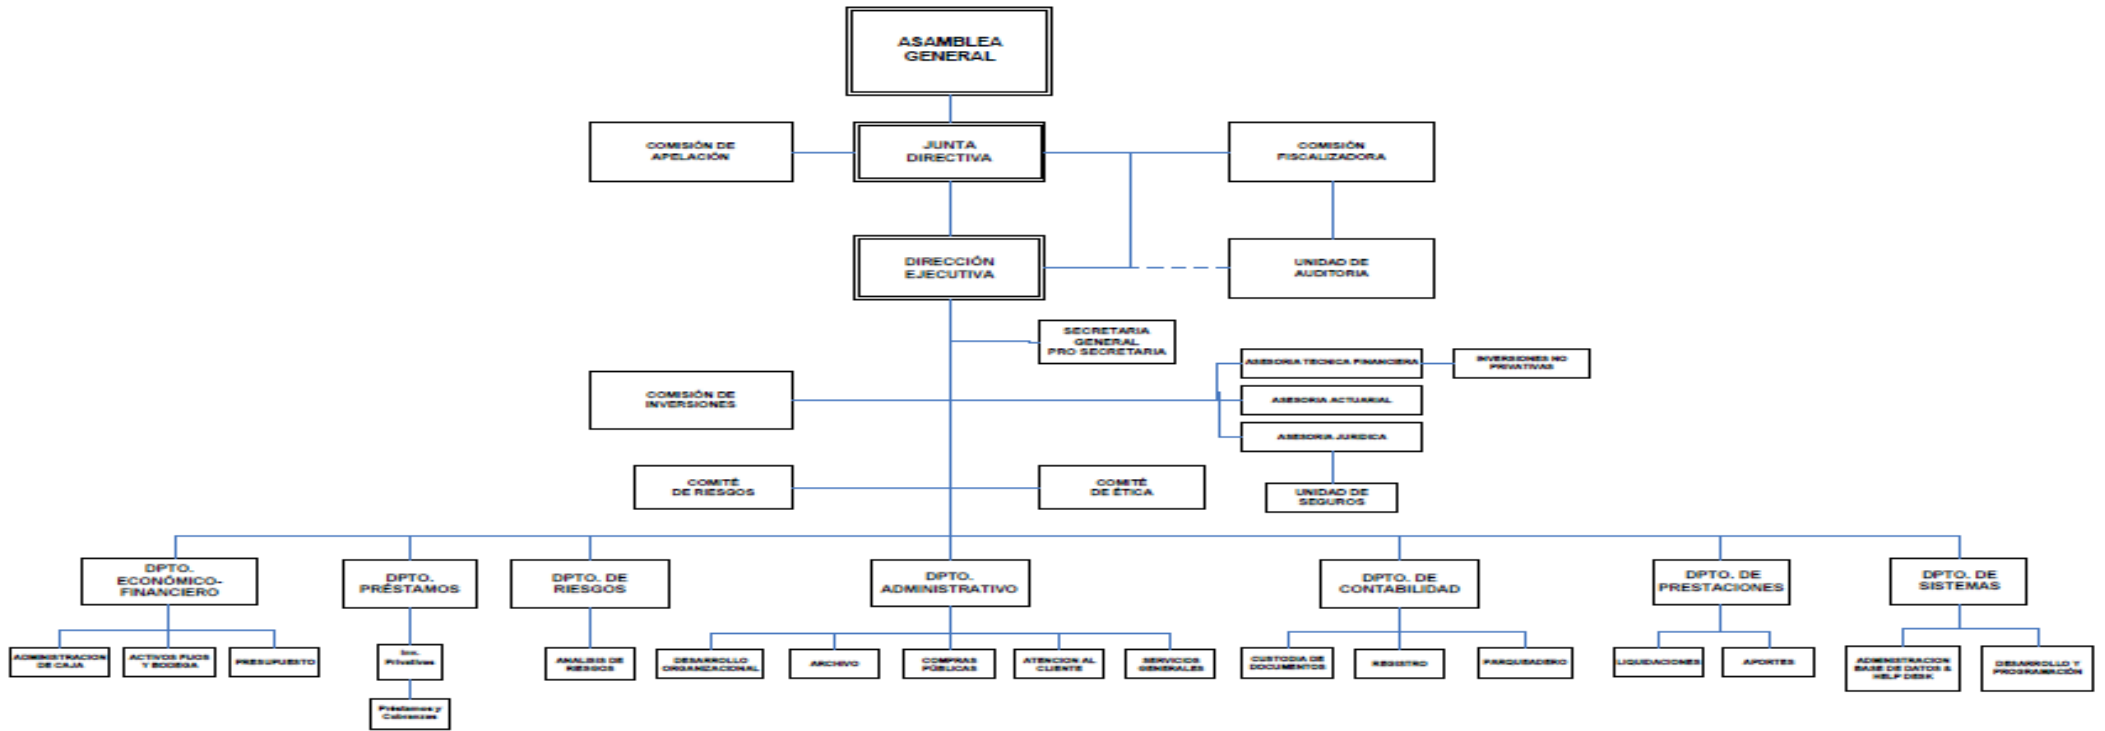 ASAMBLEA
GENERAL
COMISIÓN DE
APELACIÓN
JUNTA
DIRECTIVA
COMISIÓN
FISCALIZADORA
DIRECCIÓN
EJECUTIVA
UNIDAD DE
AUDITORIA
SECRETARIA
GENERAL
PRO SECRETARIA
ASESORIA TECNICA FINANCIERA
INVERSIONES NO
PRIVATIVAS
COMISIÓN DE
INVERSIONES
ASESORIA ACTUARIAL
ASESORIA JURIDICA
COMITÉ
DE RIESGOS
COMITÉ
DE ÉTICA
UNIDAD DE
SEGUROS
DPTO.
ECONÓMICO-
FINANCIERO
DPTO.
PRÉSTAMOS
DPTO. DE
RIESGOS
DPTO.
ADMINISTRATIVO
DPTO. DE
CONTABILIDAD
DPTO. DE
PRESTACIONES
DPTO. DE
SISTEMAS
ADMINISTRACION
DE CAJA
ACTIVOS FIJOS
Y BODEGA
PRESUPUESTO
Inv.
Privativas
ANALISIS DE
RIESGOS
DESARROLLO
ORGANIZACIONAL
ARCHIVO
COMPRAS
PÚBLICAS
ATENCION AL
CLIENTE
SERVICIOS
GENERALES
CUSTODIA DE
DOCUMENTOS
REGISTRO
PARQUEADERO
LIQUIDACIONES
APORTES
ADMINISTRACION
BASE DE DATOS &
HELP DESK
DESARROLLO Y
PROGRAMACIÓN
Préstamos y
Cobranzas